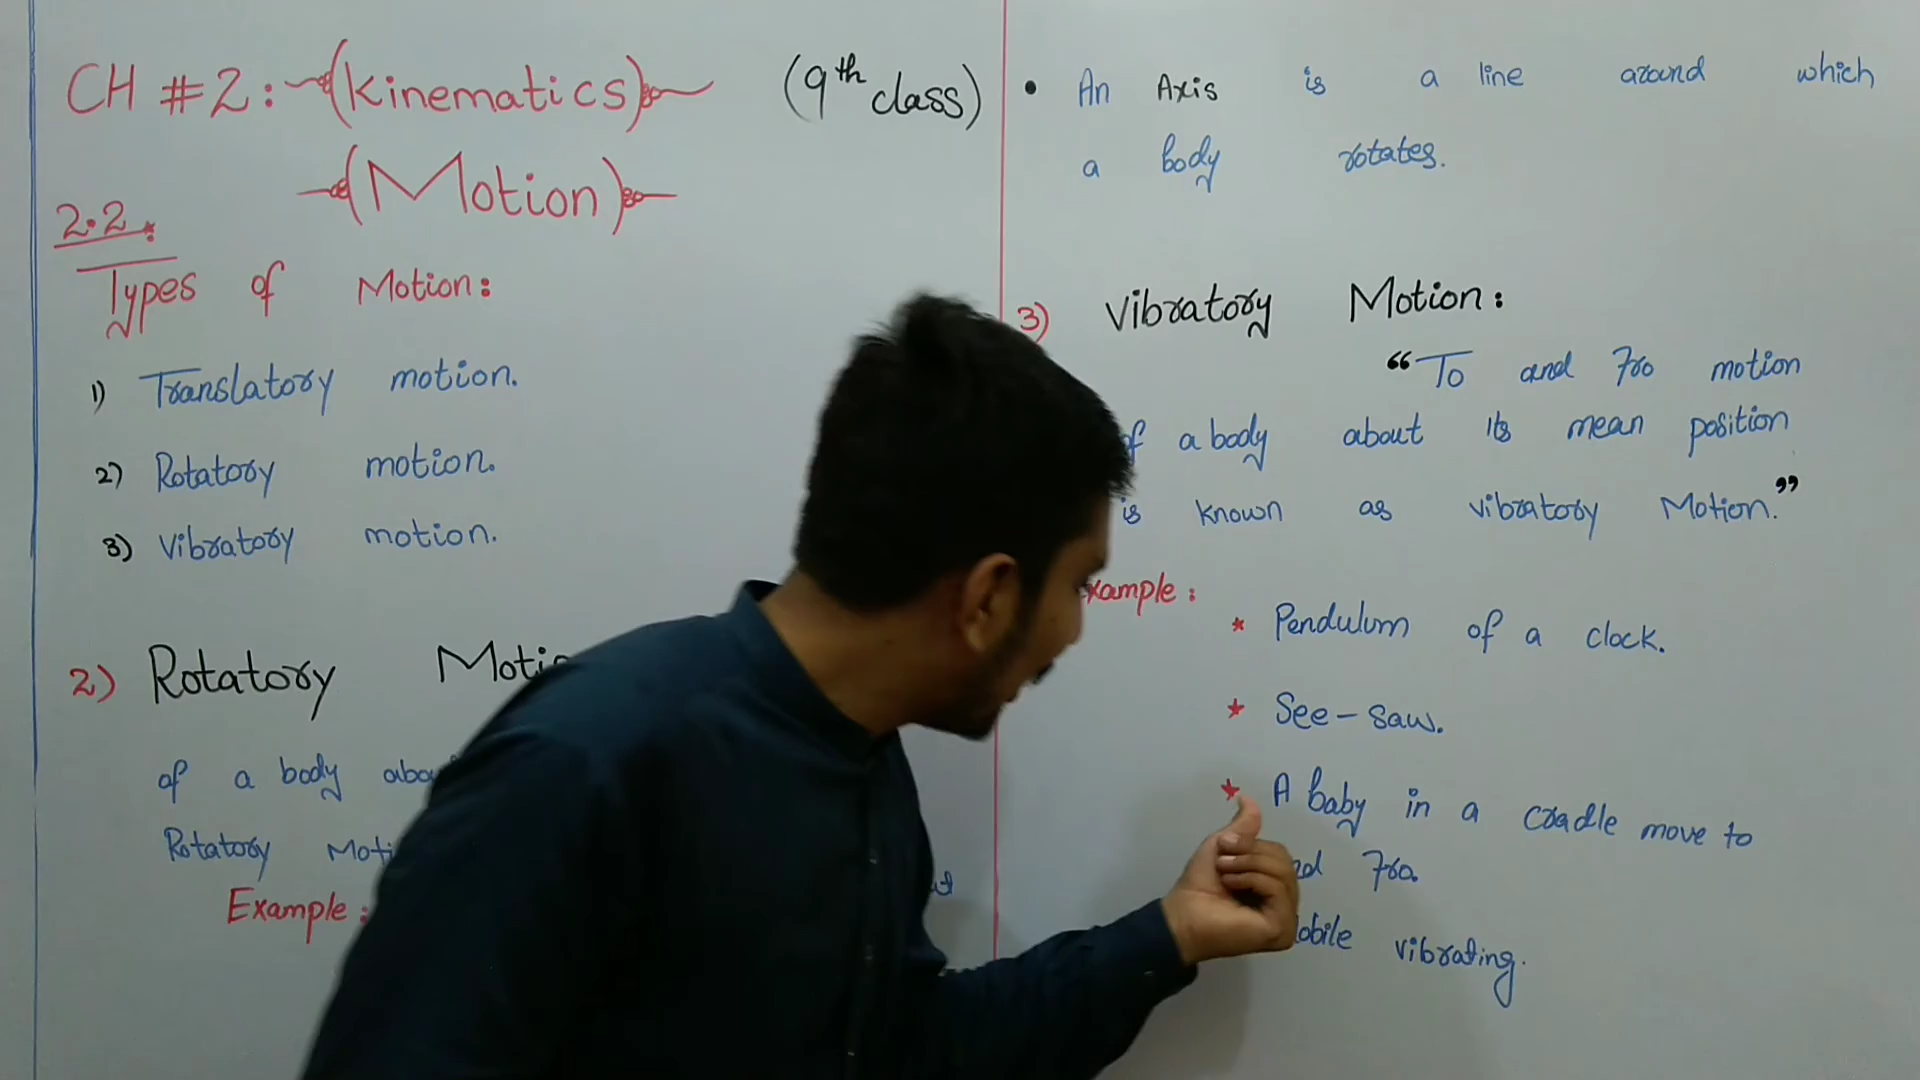 CH #2: (Kinematics) (9th class)
(Motion)
2.2.
Types of Motion:
1) Translatory motion.
2) Rotatory motion.
3) Vibratory motion.
2) Rotatory
of a body
Rotatory
Example:
• An Axis is a line around which
a body rotates.
3) Vibratory Motion:
“To and Fro motion
of a body about its mean position
is known as vibratory Motion.”
* Pendulum of a clock.
* See-saw.
* A baby in a cradle move to
Fro.
vibrating.